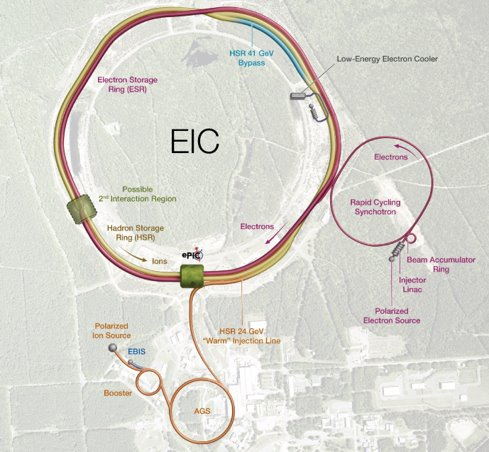 HSR 41 GeV
Bypass
Low-Energy Electron Cooler
Electron Storage
Ring (ESR)
EIC
Electrons
Possible
2nd Interaction Region
Rapid Cycling
Synchotron
Hadron Storage
Ring (HSR)
Electrons
Ions
ePIC
Beam Accumulator
Ring
Injector
Linac
Polarized
Electron Source
HSR 24 GeV
"Warm" Injection Line
Polarized
Ion Source
EBIS
Booster
AGS